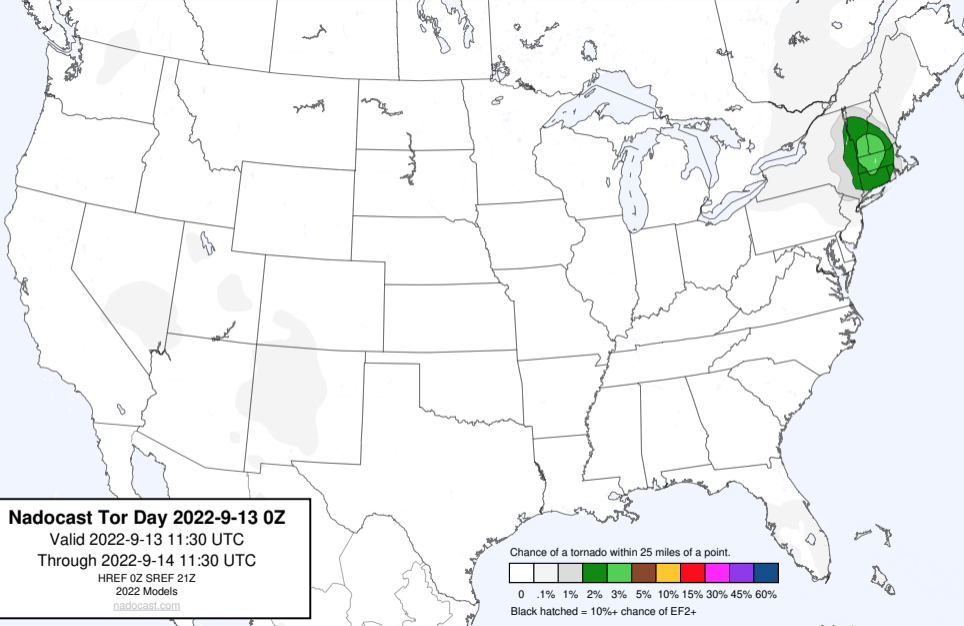 Nadocast Tor Day 2022-9-13 0Z
Valid 2022-9-13 11:30 UTC
Through 2022-9-14 11:30 UTC
HREF 0Z SREF 21Z
2022 Models
nadocast.com
Chance of a tornado within 25 miles of a point.
0 .1% 1% 2% 3% 5% 10% 15% 30% 45% 60%
Black hatched = 10%+ chance of EF2+